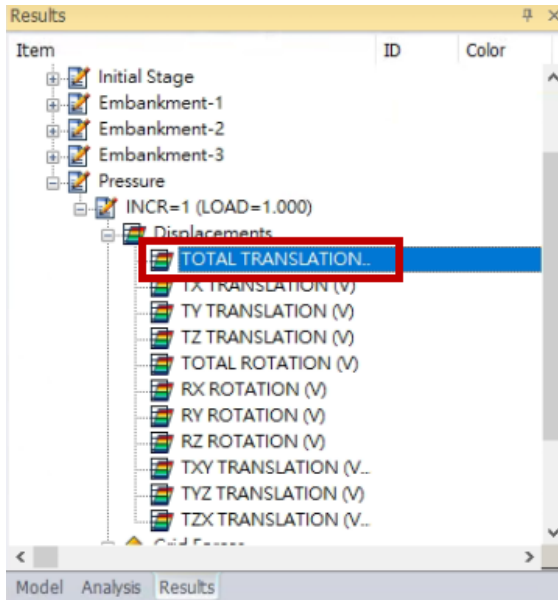 Results
Item ID Color
Initial Stage
Embankment-1
Embankment-2
Embankment-3
Pressure
INCR=1 (LOAD=1.000)
Displacements
TOTAL TRANSLATION...
TX TRANSLATION (V)
TY TRANSLATION (V)
TZ TRANSLATION (V)
TOTAL ROTATION (V)
RX ROTATION (V)
RY ROTATION (V)
RZ ROTATION (V)
TXY TRANSLATION (V...
TYZ TRANSLATION (V)
TZX TRANSLATION (V...
Grid Forces
Model Analysis Results